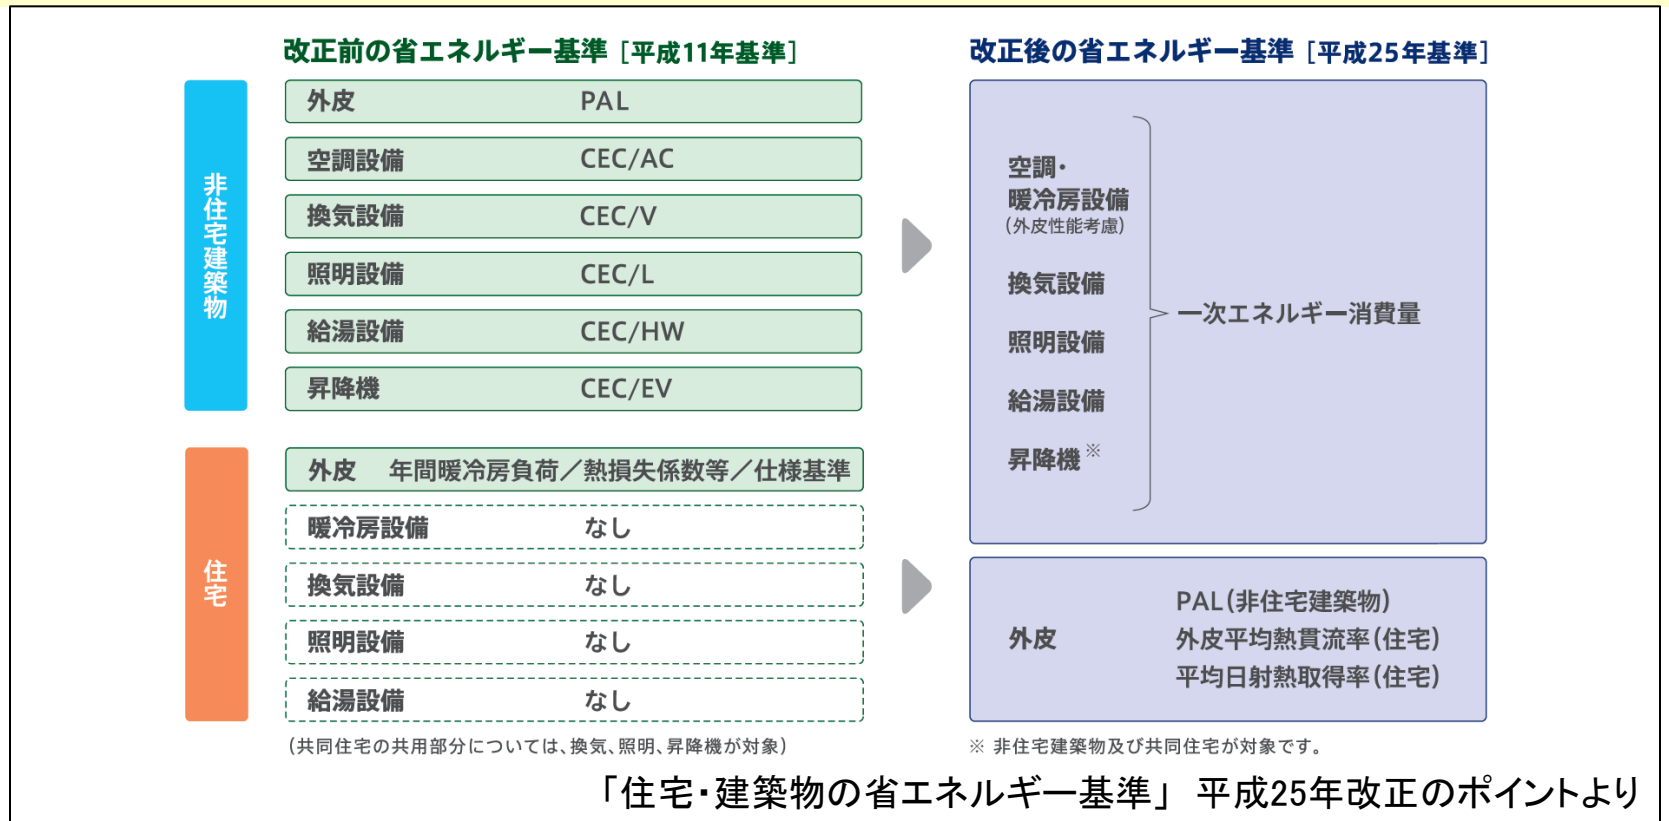 改正前の省エネルギー基準 [平成11年基準]
非住宅建築物
外皮 PAL
空調設備 CEC/AC
換気設備 CEC/V
照明設備 CEC/L
給湯設備 CEC/HW
昇降機 CEC/EV
住宅
外皮 年間暖冷房負荷／熱損失係数等／仕様基準
暖冷房設備 なし
換気設備 なし
照明設備 なし
給湯設備 なし
(共同住宅の共用部分については、換気、照明、昇降機が対象)
改正後の省エネルギー基準 [平成25年基準]
空調・
暖冷房設備
(外皮性能考慮)
換気設備
照明設備
給湯設備
昇降機※
一次エネルギー消費量
外皮
PAL(非住宅建築物)
外皮平均熱貫流率(住宅)
平均日射熱取得率(住宅)
※ 非住宅建築物及び共同住宅が対象です。
「住宅・建築物の省エネルギー基準」 平成25年改正のポイントより